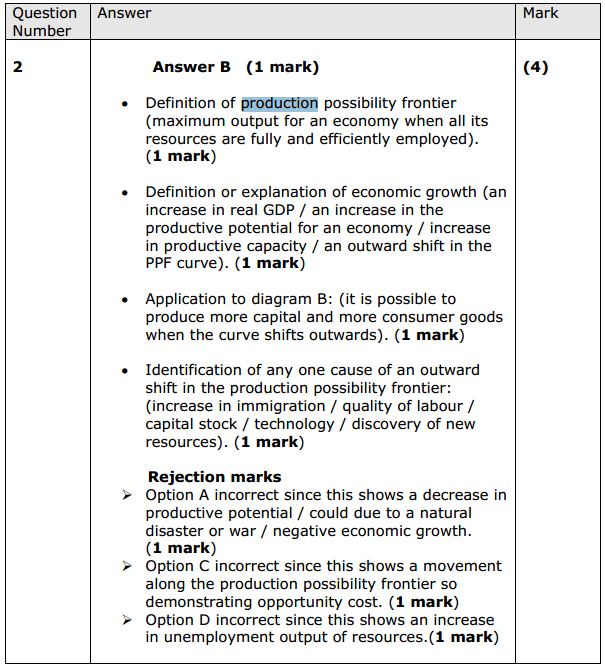 Question Number
Answer
Mark
2
Answer B (1 mark)
(4)
• Definition of production possibility frontier
(maximum output for an economy when all its
resources are fully and efficiently employed).
(1 mark)
• Definition or explanation of economic growth (an
increase in real GDP / an increase in the
productive potential for an economy / increase
in productive capacity / an outward shift in the
PPF curve). (1 mark)
• Application to diagram B: (it is possible to
produce more capital and more consumer goods
when the curve shifts outwards). (1 mark)
• Identification of any one cause of an outward
shift in the production possibility frontier:
(increase in immigration / quality of labour /
capital stock / technology / discovery of new
resources). (1 mark)
Rejection marks
➢ Option A incorrect since this shows a decrease in
productive potential / could due to a natural
disaster or war / negative economic growth.
(1 mark)
➢ Option C incorrect since this shows a movement
along the production possibility frontier so
demonstrating opportunity cost. (1 mark)
➢ Option D incorrect since this shows an increase
in unemployment output of resources.(1 mark)